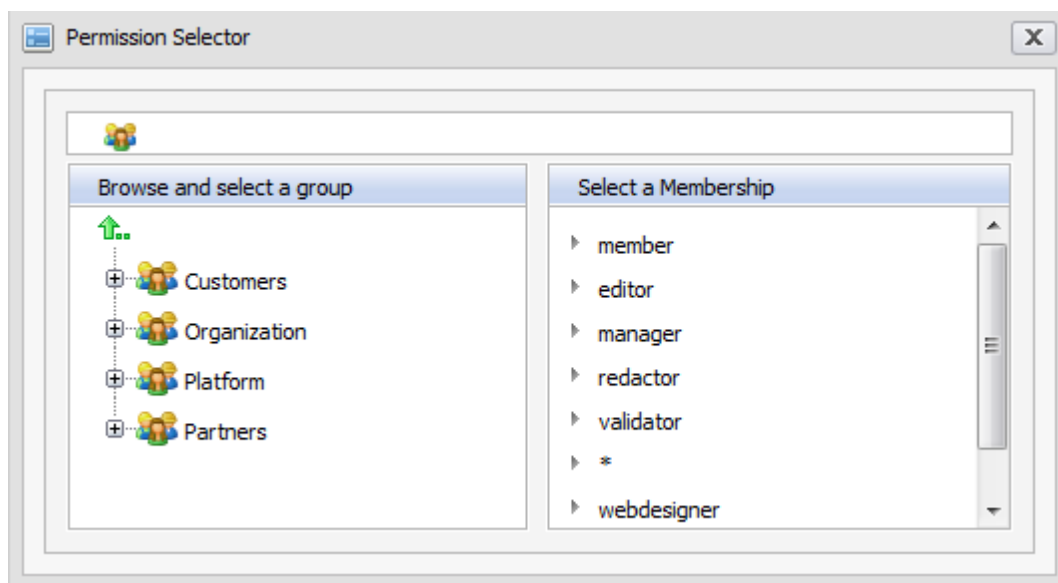 Permission Selector
Browse and select a group
Customers
Organization
Platform
Partners
Select a Membership
member
editor
manager
redactor
validator
*
webdesigner